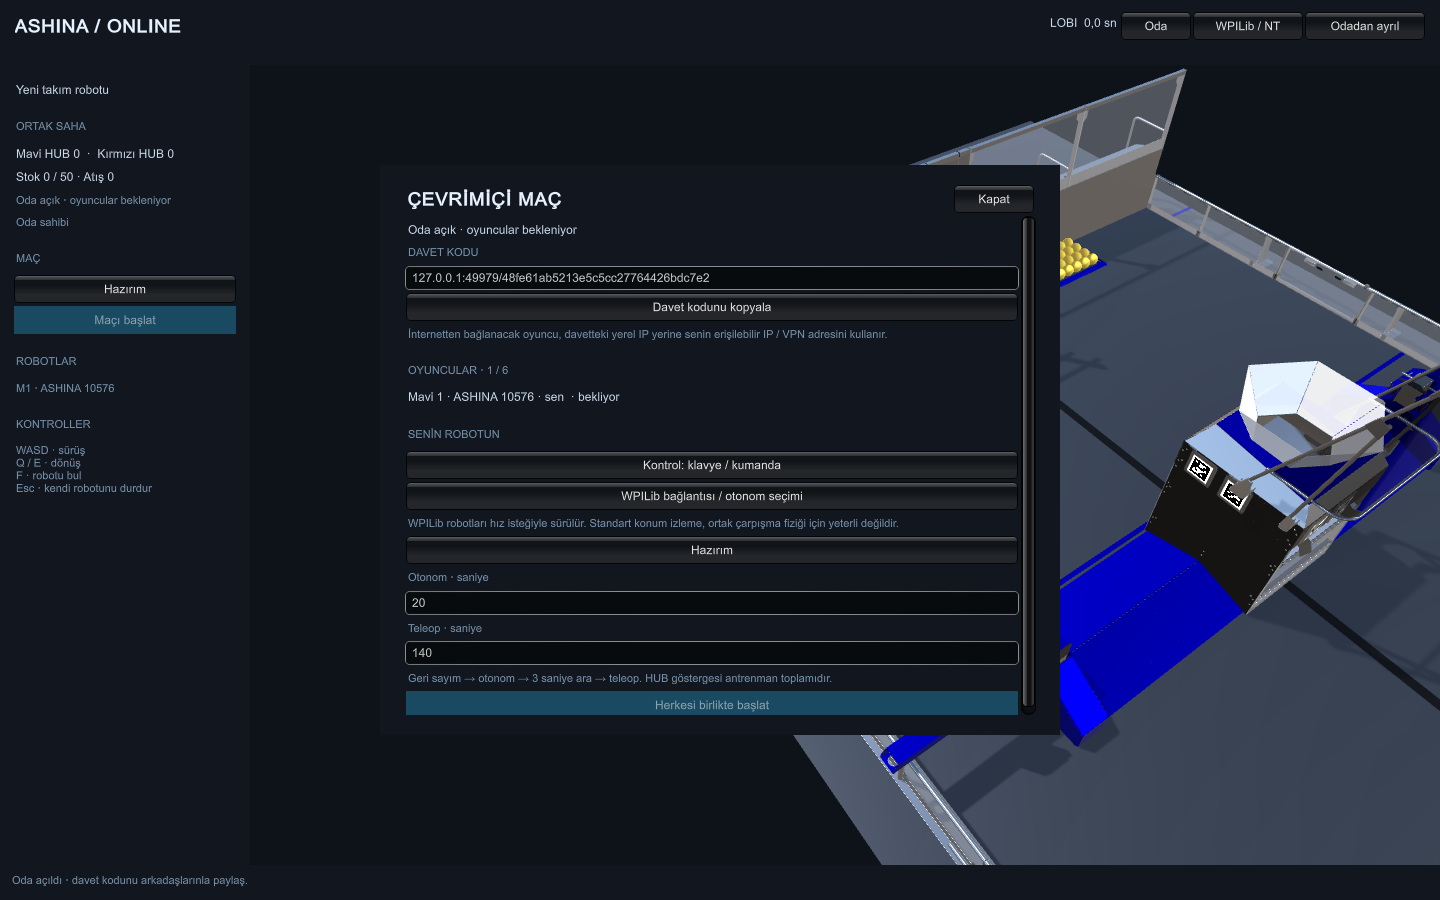 ASHINA / ONLINE
LOBI 0,0 sn
Oda
WPILib / NT
Odadan ayrıl
Yeni takım robotu
ORTAK SAHA
Mavi HUB 0 · Kırmızı HUB 0
Stok 0 / 50 · Atış 0
Oda açık · oyuncular bekleniyor
Oda sahibi
MAÇ
Hazırım
Maçı başlat
ROBOTLAR
M1 · ASHINA 10576
KONTROLLER
WASD · sürüş
Q / E · dönüş
F · robotu bul
Esc · kendi robotunu durdur
ÇEVRİMİÇİ MAÇ
Kapat
Oda açık · oyuncular bekleniyor
DAVET KODU
127.0.0.1:49979/48fe61ab5213e5c5cc27764426bdc7e2
Davet kodunu kopyala
İnternetten bağlanacak oyuncu, davetteki yerel IP yerine senin erişilebilir IP / VPN adresini kullanır.
OYUNCULAR · 1 / 6
Mavi 1 · ASHINA 10576 · sen · bekliyor
SENİN ROBOTUN
Kontrol: klavye / kumanda
WPILib bağlantısı / otonom seçimi
WPILib robotları hız isteğiyle sürülür. Standart konum izleme, ortak çarpışma fiziği için yeterli değildir.
Hazırım
Otonom · saniye
20
Teleop · saniye
140
Geri sayım → otonom → 3 saniye ara → teleop. HUB göstergesi antrenman toplamıdır.
Herkesi birlikte başlat
Oda açıldı · davet kodunu arkadaşlarınla paylaş.